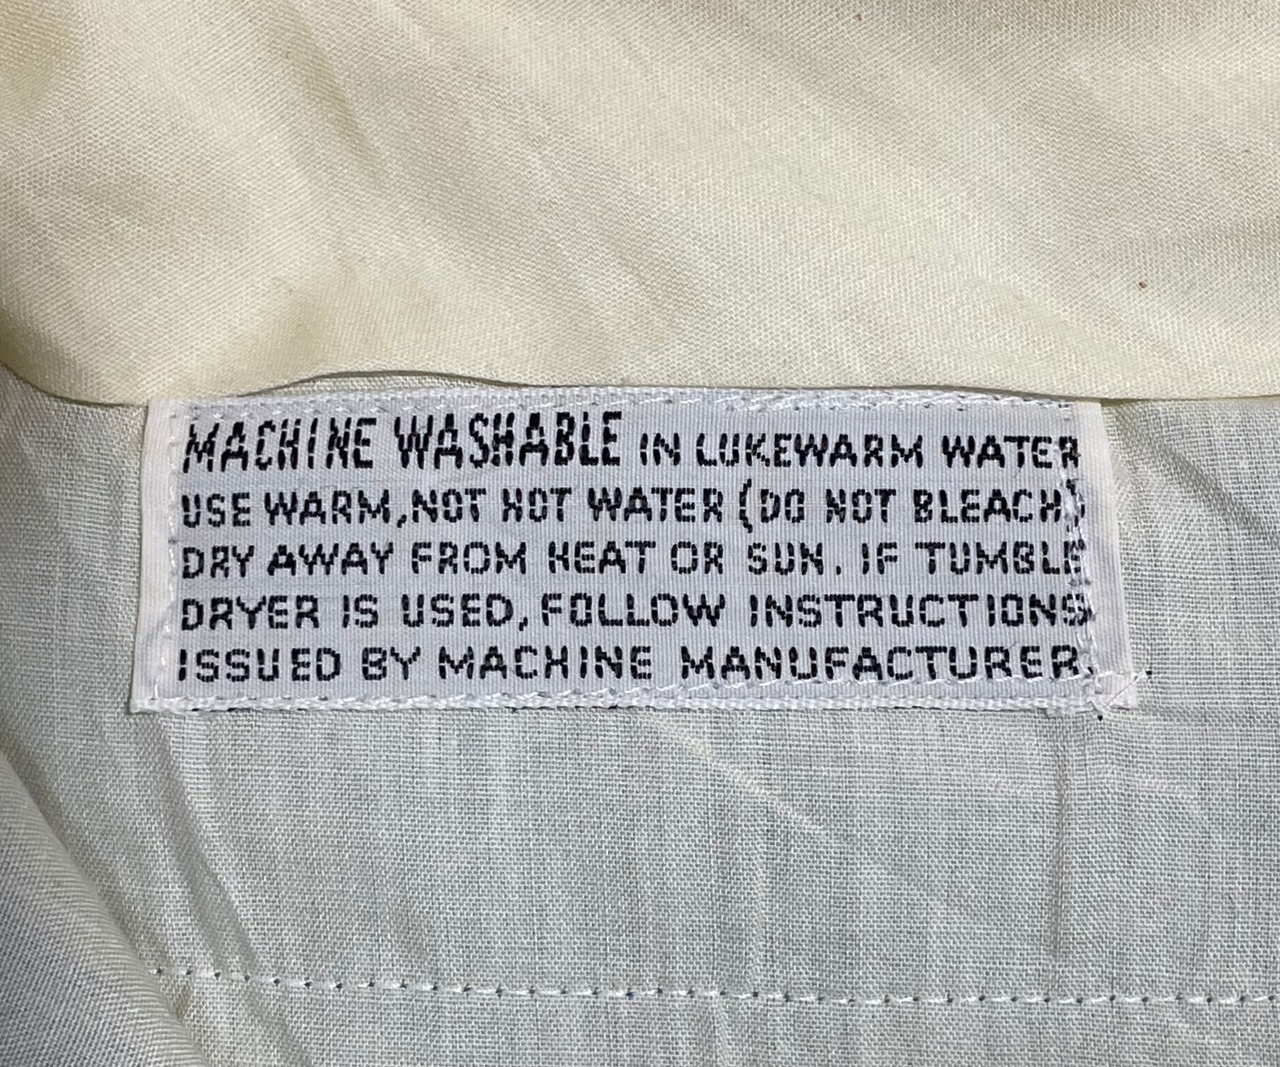 MACHINE WASHABLE IN LUKEWARM WATER
USE WARM, NOT HOT WATER (DO NOT BLEACH)
DRY AWAY FROM HEAT OR SUN. IF TUMBLE
DRYER IS USED, FOLLOW INSTRUCTIONS
ISSUED BY MACHINE MANUFACTURER.